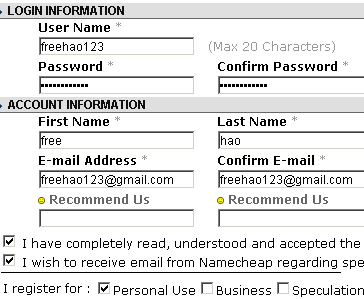 LOGIN INFORMATION
User Name *
freehao123 (Max 20 Characters)
Password * Confirm Password *
•••••••••••• ••••••••••••
ACCOUNT INFORMATION
First Name * Last Name *
free hao
E-mail Address * Confirm E-mail *
freehao123@gmail.com freehao123@gmail.com
Recommend Us Recommend Us
I have completely read, understood and accepted the
I wish to receive email from Namecheap regarding spe
I register for : Personal Use Business Speculation